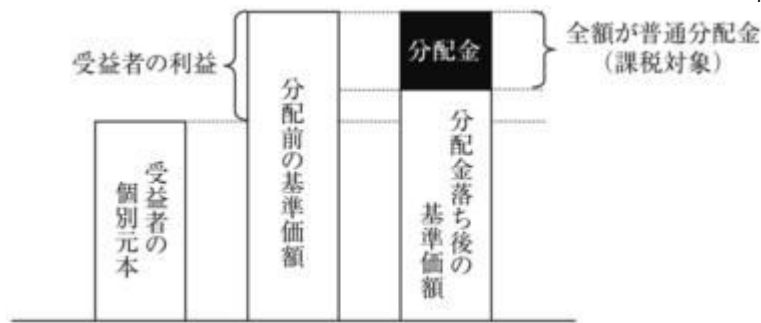 受益者の利益
分配金
全額が普通分配金
（課税対象）
受益者の
個別元本
分配前の基準価額
分配金落ち後の
基準価額